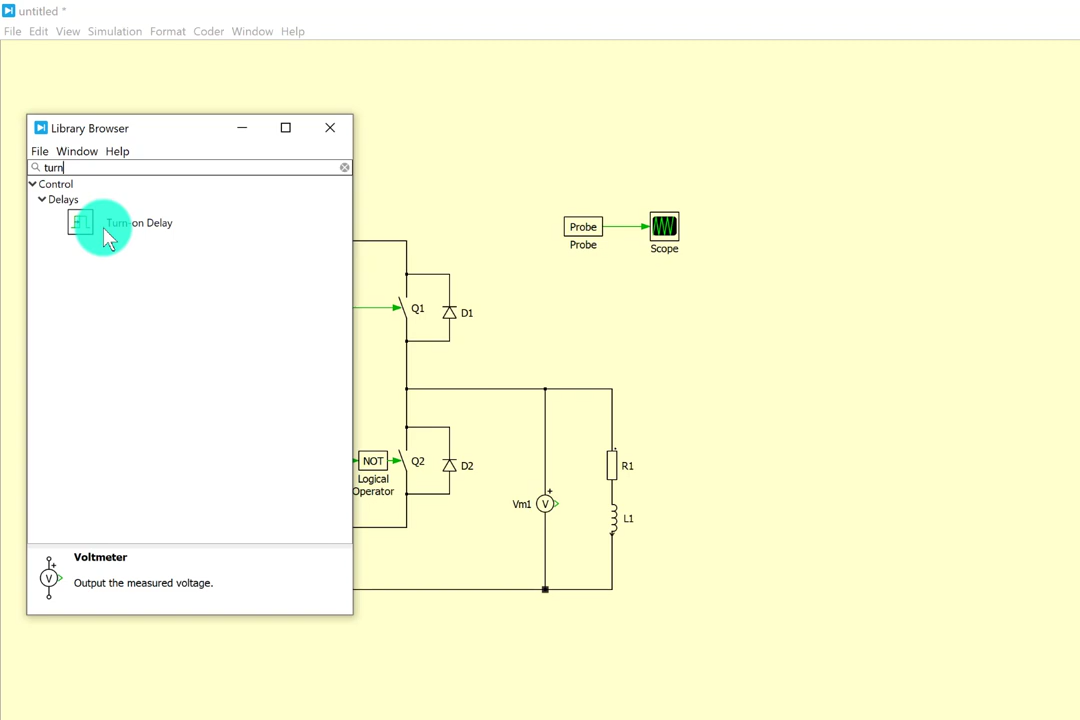 untitled *
File Edit View Simulation Format Coder Window Help
Library Browser
File Window Help
turn
Control
Delays
Turn-on Delay
Probe
Probe
Scope
Q1
D1
NOT
Logical
Operator
Q2
D2
Vm1
V
R1
L1
Voltmeter
V
Output the measured voltage.